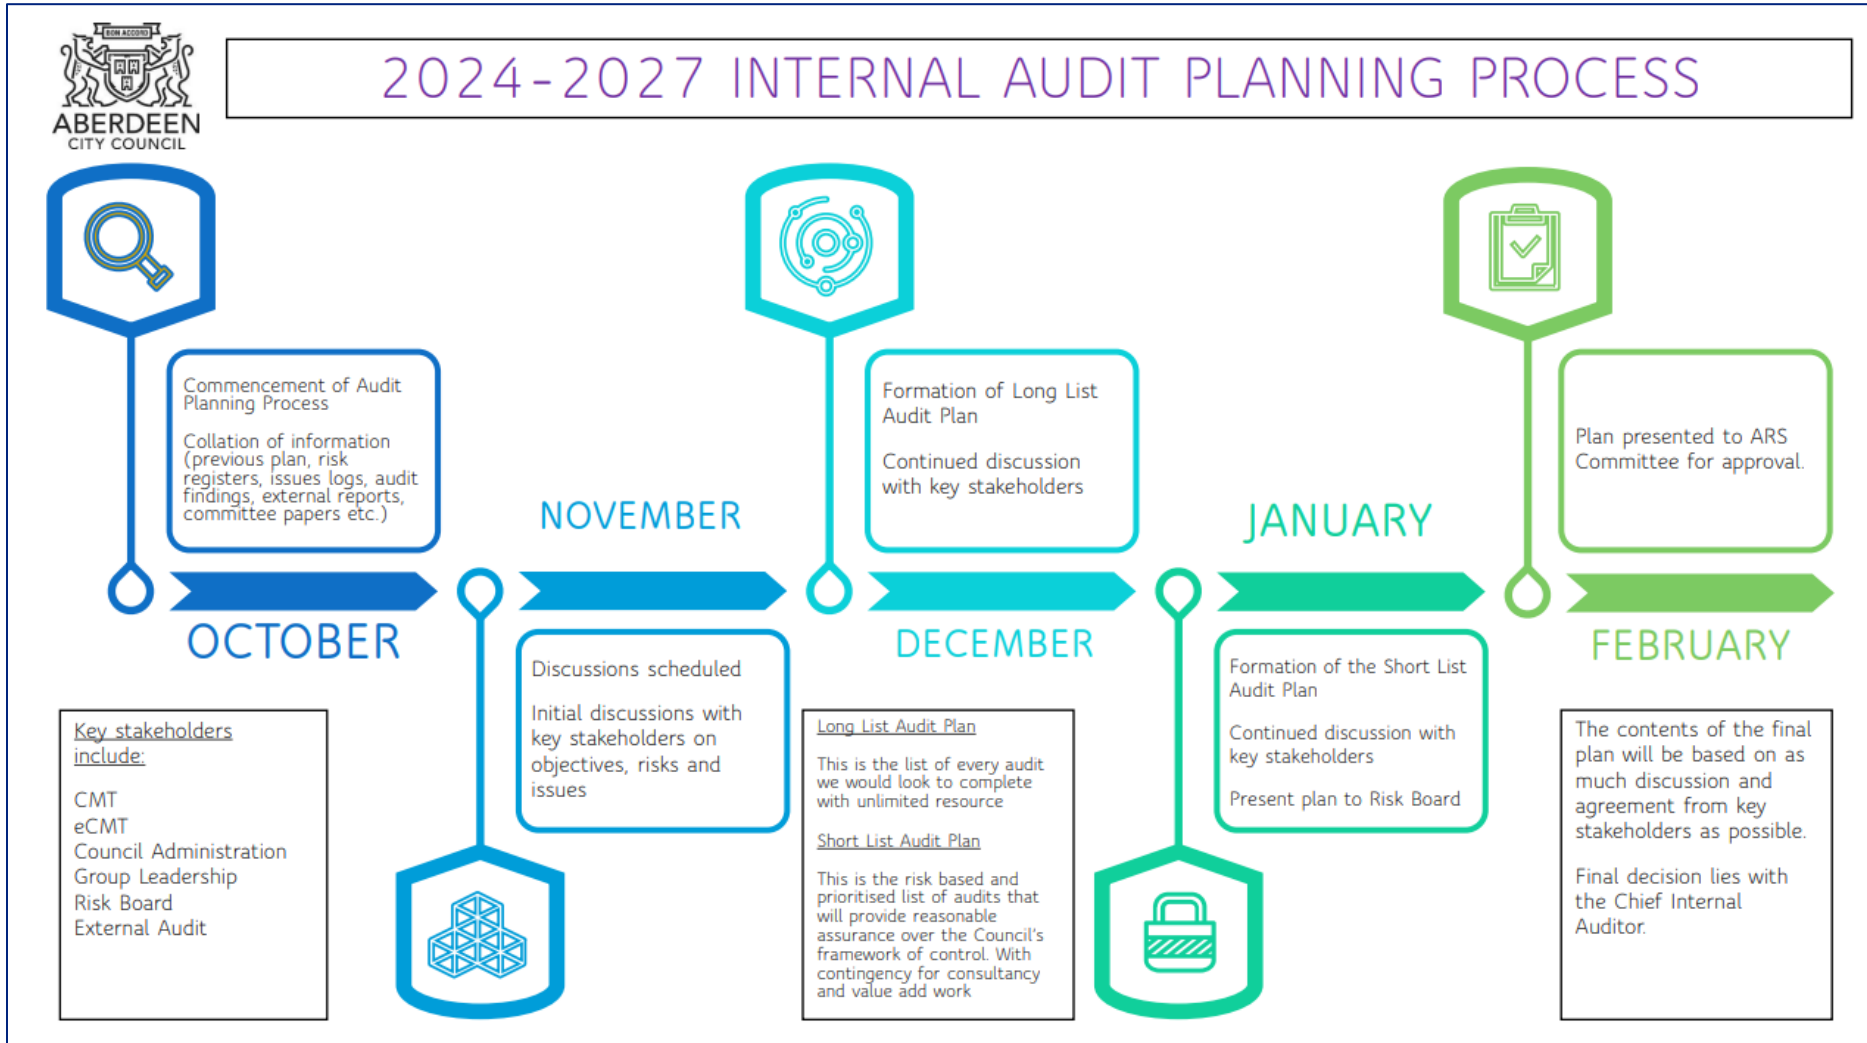 BON ACCORD
ABERDEEN
CITY COUNCIL
2024-2027 INTERNAL AUDIT PLANNING PROCESS
Commencement of Audit
Planning Process
Collation of information
(previous plan, risk
registers, issues logs, audit
findings, external reports,
committee papers etc.)
OCTOBER
NOVEMBER
Discussions scheduled
Initial discussions with
key stakeholders on
objectives, risks and
issues
Formation of Long List
Audit Plan
Continued discussion
with key stakeholders
DECEMBER
JANUARY
Formation of the Short List
Audit Plan
Continued discussion with
key stakeholders
Present plan to Risk Board
Plan presented to ARS
Committee for approval.
FEBRUARY
Key stakeholders
include:
CMT
eCMT
Council Administration
Group Leadership
Risk Board
External Audit
Long List Audit Plan
This is the list of every audit
we would look to complete
with unlimited resource
Short List Audit Plan
This is the risk based and
prioritised list of audits that
will provide reasonable
assurance over the Council's
framework of control. With
contingency for consultancy
and value add work
The contents of the final
plan will be based on as
much discussion and
agreement from key
stakeholders as possible.
Final decision lies with
the Chief Internal
Auditor.